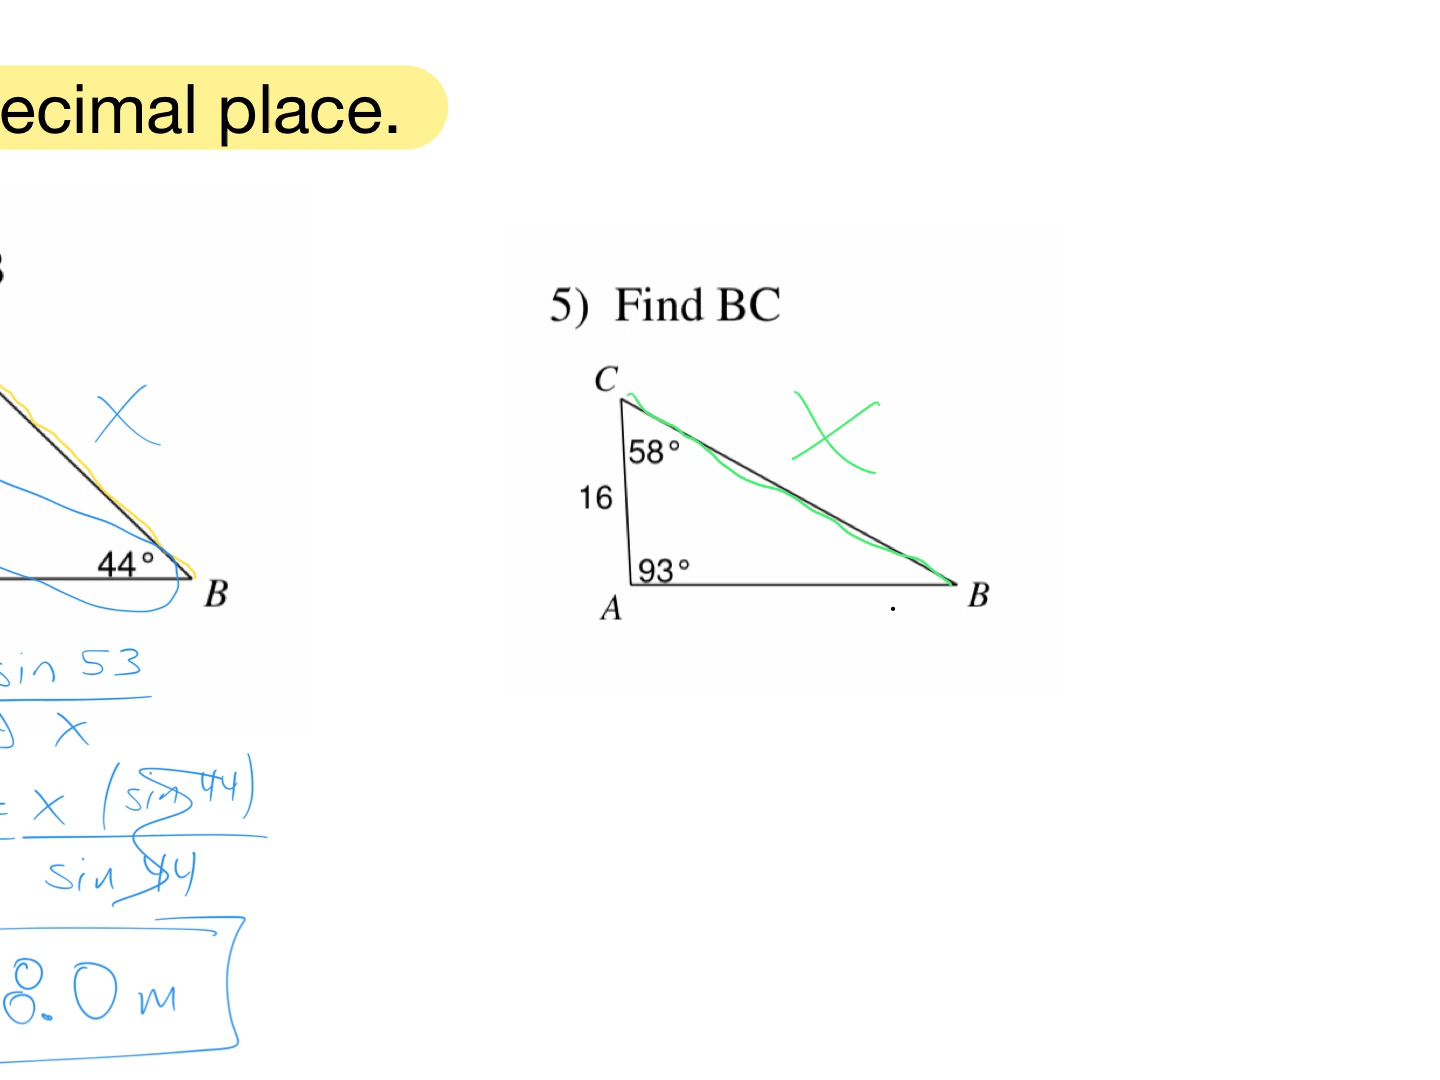 ecimal place.
5) Find BC
C
X
X
58°
16
44°
93°
B
B
A
sin 53
X
= X (sin 44)
sin 44
8.0 m